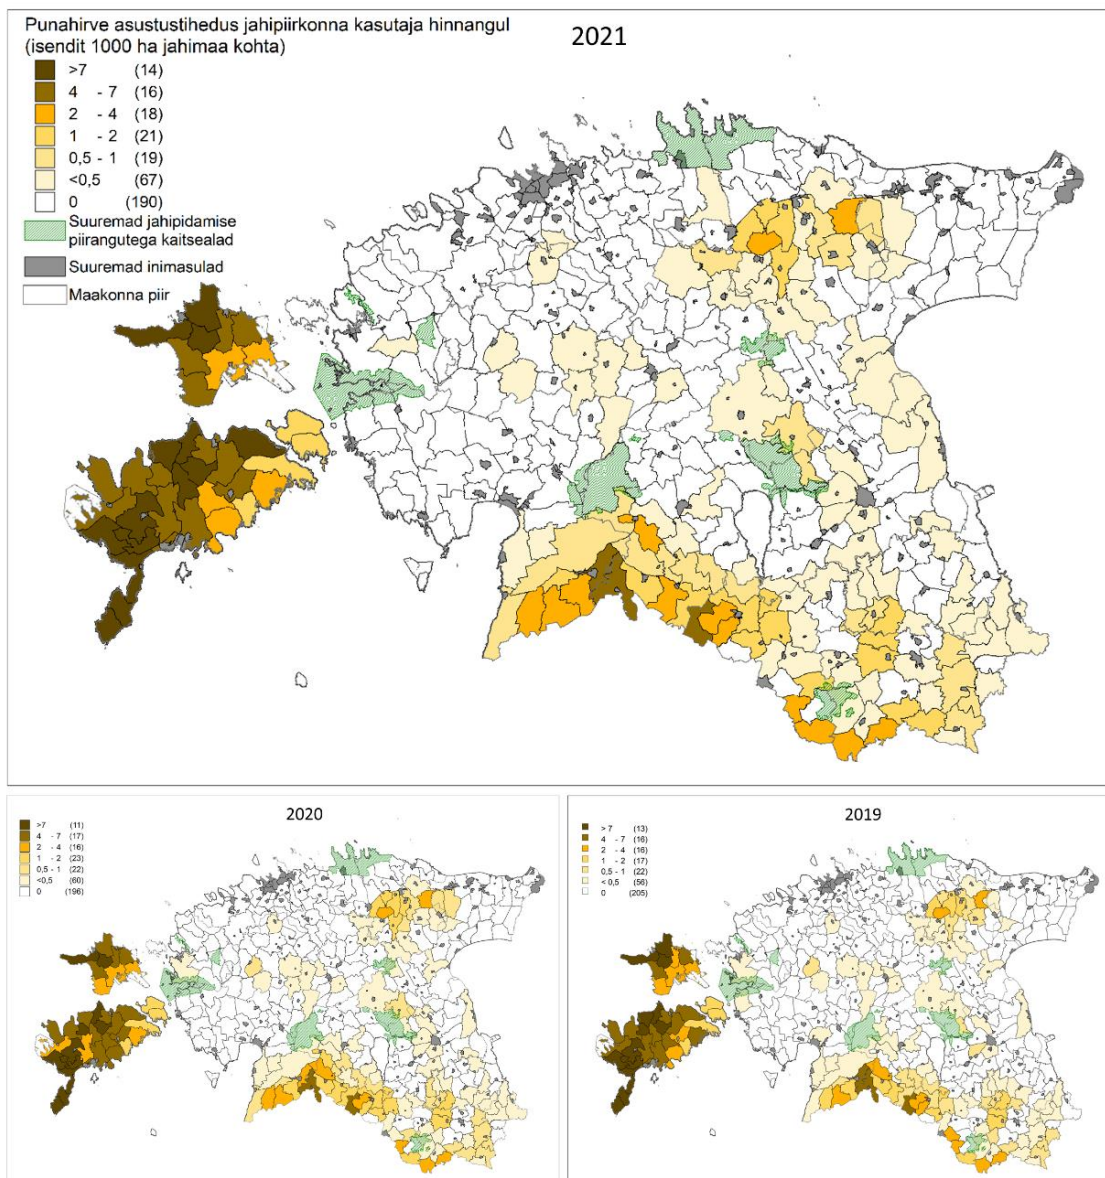 Punahirve asustustihedus jahipiirkonna kasutaja hinnangul
(isendit 1000 ha jahimaa kohta)
2021
>7 (14)
4 - 7 (16)
2 - 4 (18)
1 - 2 (21)
0,5 - 1 (19)
<0,5 (67)
0 (190)
Suuremad jahipidamise
piirangutega kaitsealad
Suuremad inimasulad
Maakonna piir
2020
>7 (11)
4 - 7 (17)
2 - 4 (16)
1 - 2 (23)
0,5 - 1 (22)
<0,5 (60)
0 (196)
2019
> 7 (13)
4 - 7 (16)
2 - 4 (16)
1 - 2 (17)
0,5 - 1 (22)
< 0,5 (56)
0 (205)